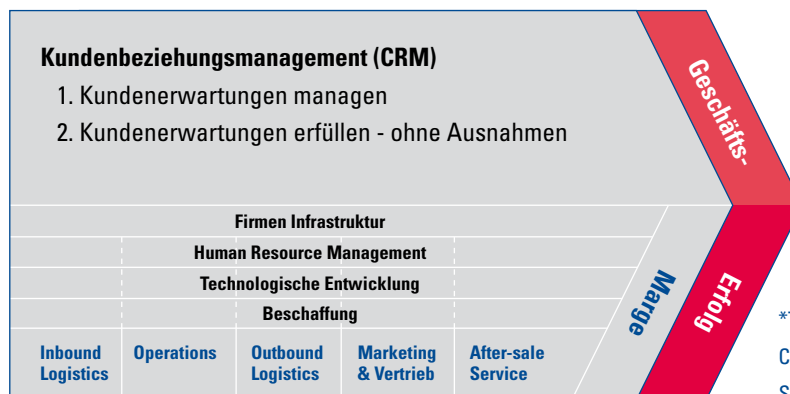 Kundenbeziehungsmanagement (CRM)
1. Kundenerwartungen managen
2. Kundenerwartungen erfüllen - ohne Ausnahmen
Geschäfts-
Firmen Infrastruktur
Human Resource Management
Technologische Entwicklung
Beschaffung
Marge
Erfolg
Inbound
Logistics
Operations
Outbound
Logistics
Marketing
& Vertrieb
After-sale
Service